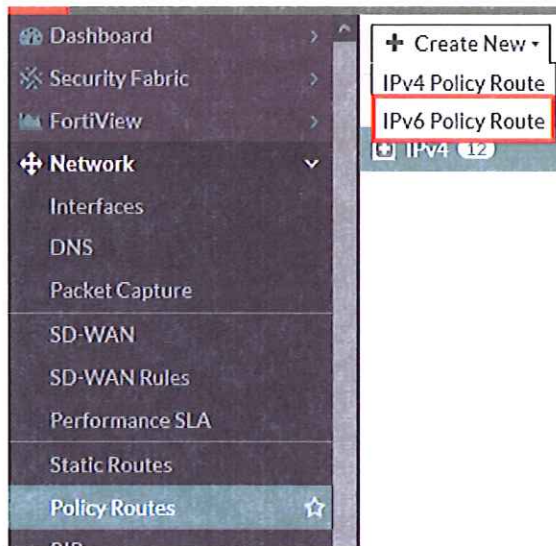 Dashboard
Security Fabric
FortiView
Network
Interfaces
DNS
Packet Capture
SD-WAN
SD-WAN Rules
Performance SLA
Static Routes
Policy Routes
+ Create New
IPv4 Policy Route
IPv6 Policy Route
IPv4 12